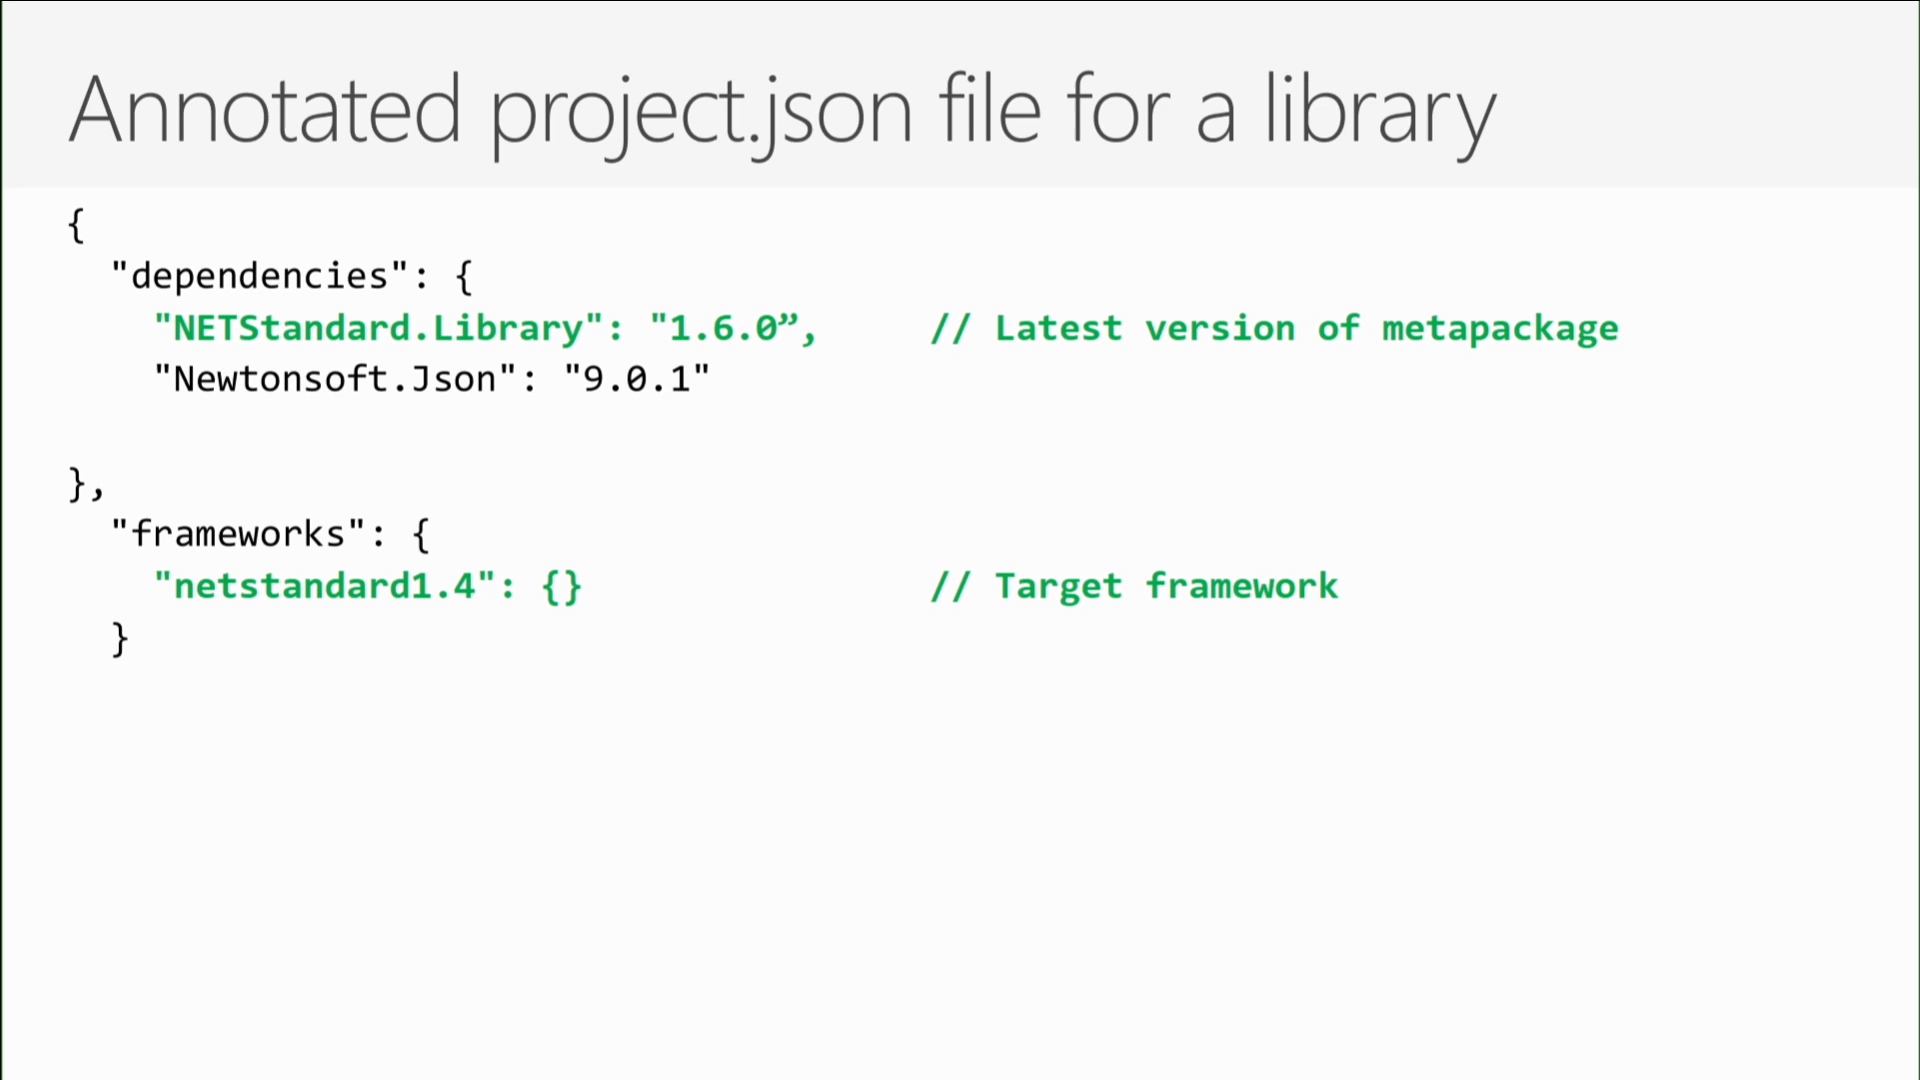 Annotated project.json file for a library
{
  "dependencies": {
    "NETStandard.Library": "1.6.0”,     // Latest version of metapackage
    "Newtonsoft.Json": "9.0.1"
},
  "frameworks": {
    "netstandard1.4": {}                // Target framework
  }